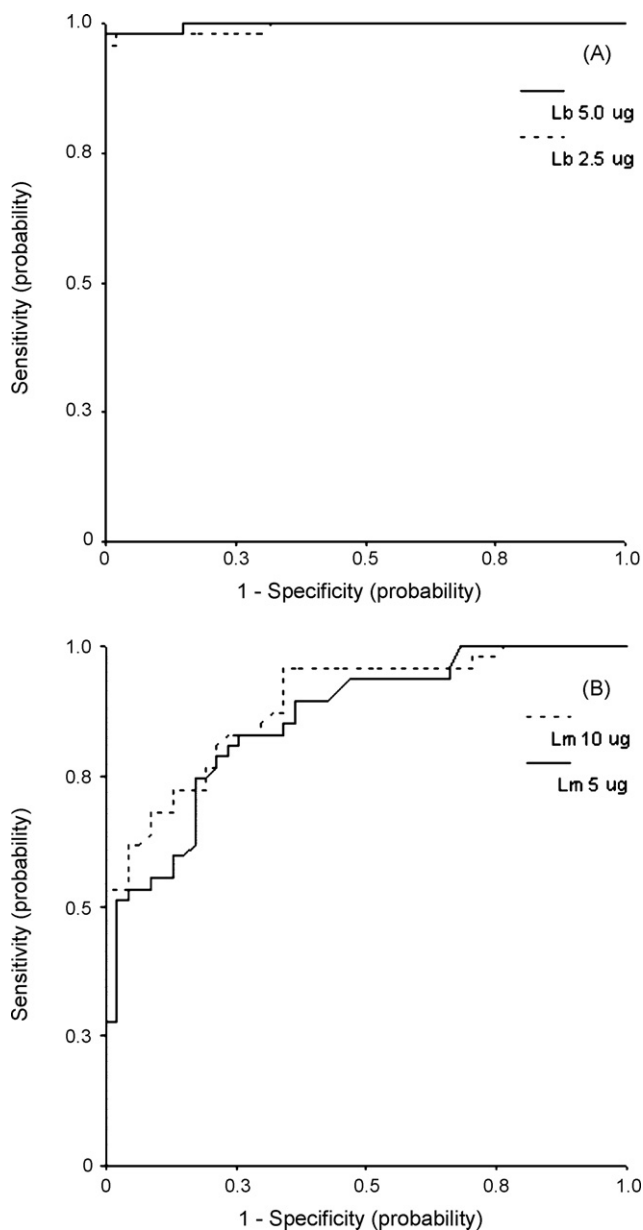 1.0
(A)
Lb 5.0 ug
Lb 2.5 ug
0.8
0.5
0.3
0
Sensitivity (probability)
0 0.3 0.5 0.8 1.0
1 - Specificity (probability)
1.0
(B)
Lm 10 ug
Lm 5 ug
0.8
0.5
0.3
0
Sensitivity (probability)
0 0.3 0.5 0.8 1.0
1 - Specificity (probability)